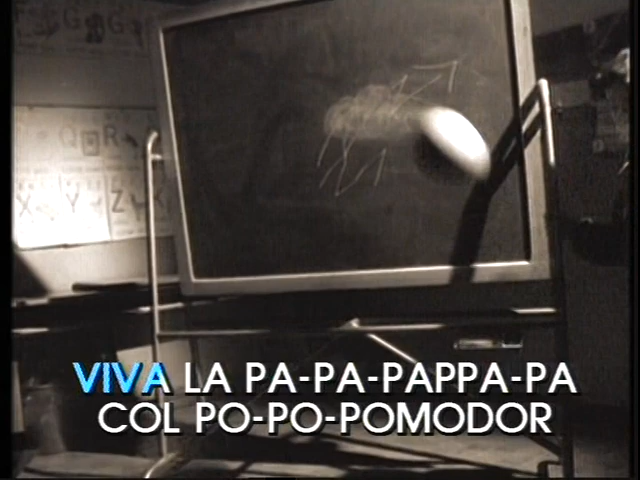 G G
Q R
X Y Z
VIVA LA PA-PA-PAPPA-PA
COL PO-PO-POMODOR